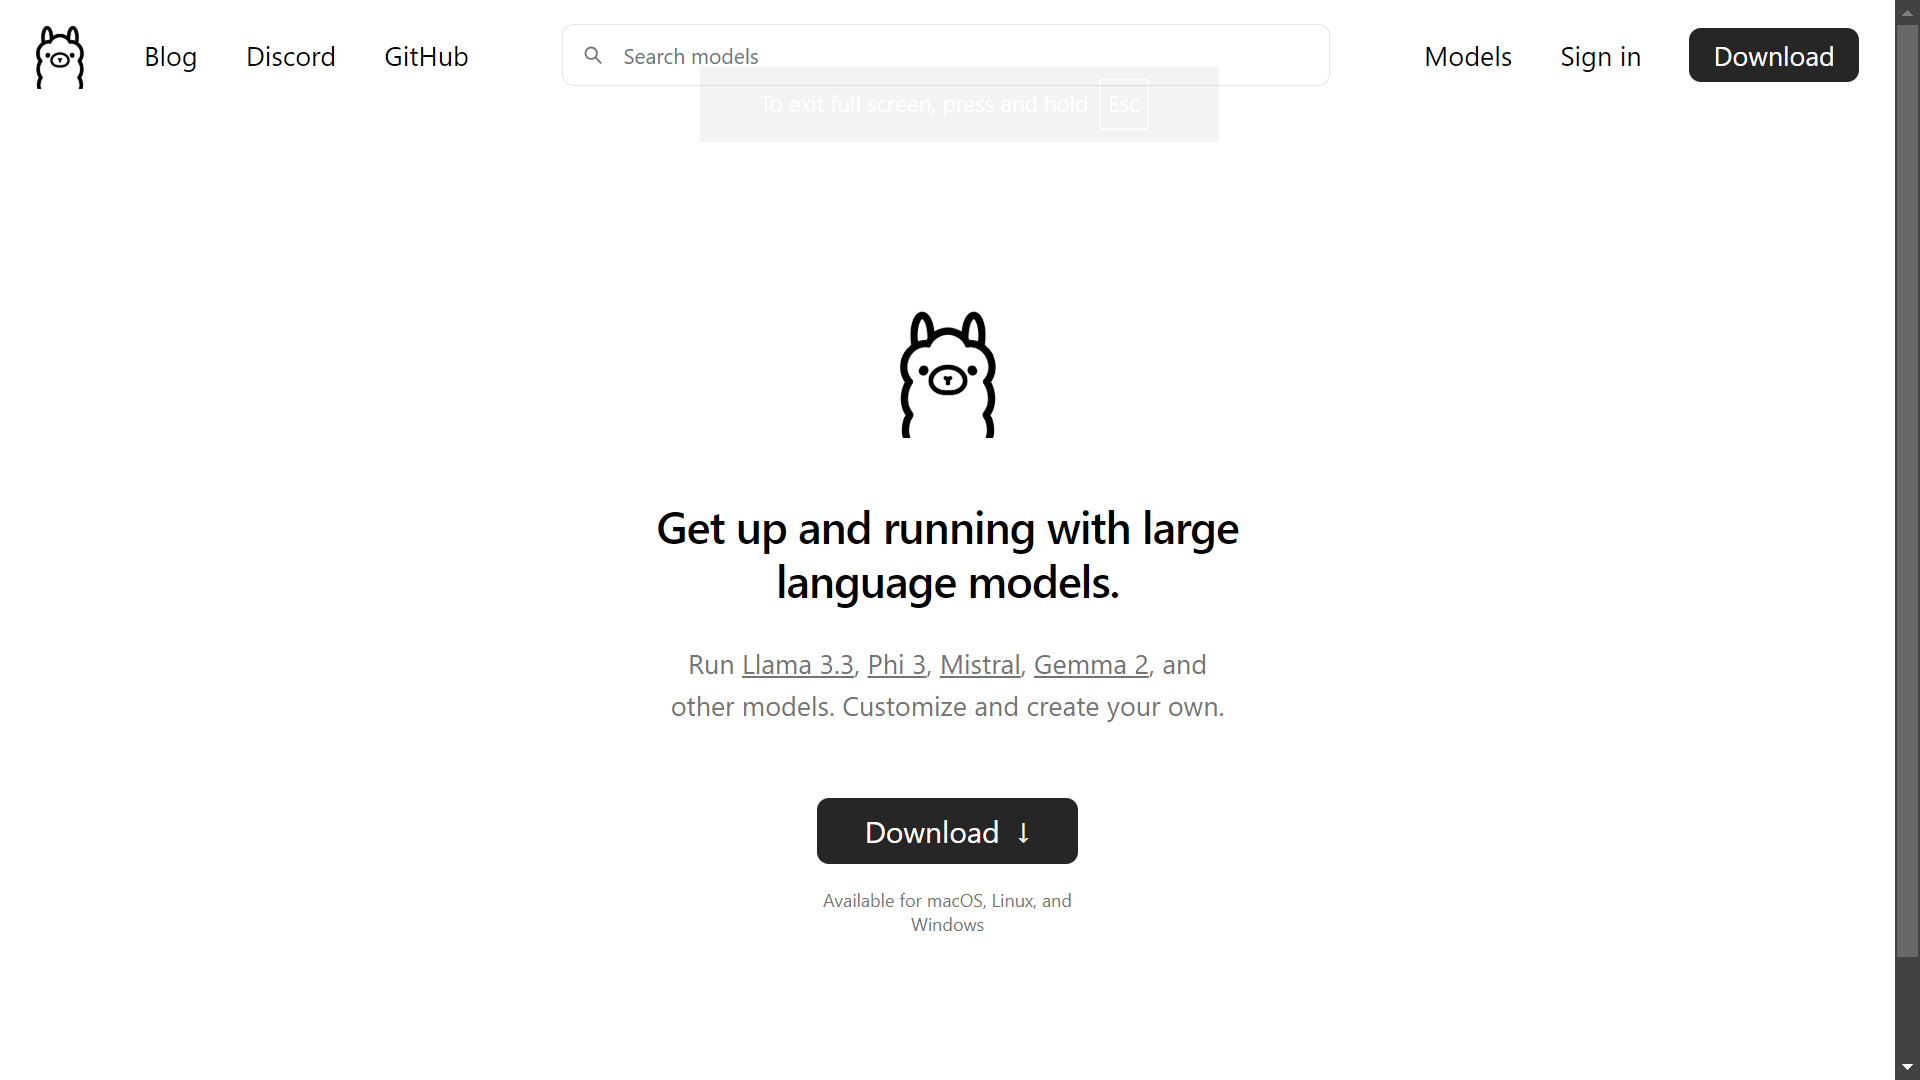 Blog
Discord
GitHub
Search models
Models
Sign in
Download
To exit full screen, press and hold Esc
Get up and running with large
language models.
Run Llama 3.3, Phi 3, Mistral, Gemma 2, and
other models. Customize and create your own.
Download ↓
Available for macOS, Linux, and
Windows